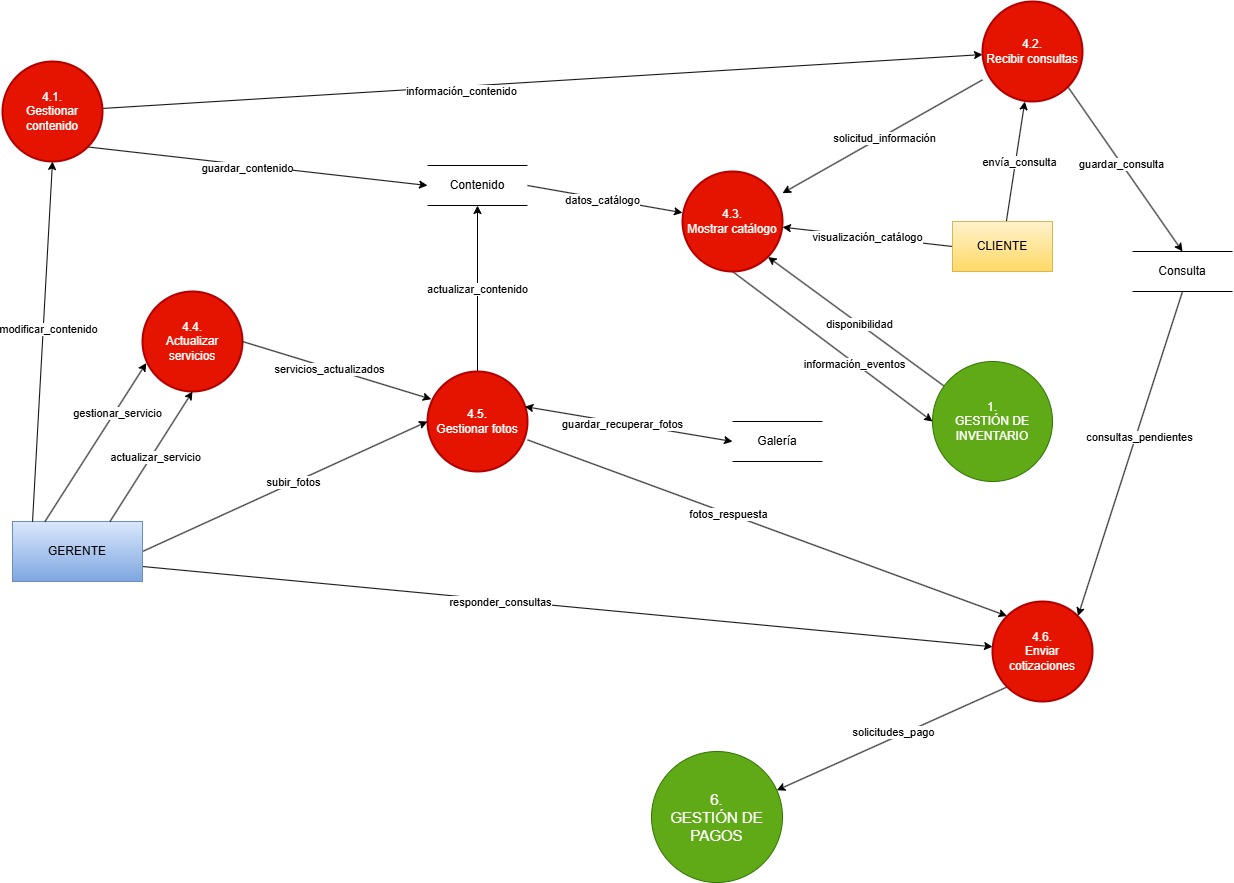 4.2.
Recibir consultas
4.1.
Gestionar
contenido
información_contenido
solicitud_información
envía_consulta
guardar_consulta
guardar_contenido
Contenido
datos_catálogo
4.3.
Mostrar catálogo
visualización_catálogo
CLIENTE
Consulta
actualizar_contenido
modificar_contenido
4.4.
Actualizar
servicios
servicios_actualizados
disponibilidad
información_eventos
gestionar_servicio
actualizar_servicio
4.5.
Gestionar fotos
guardar_recuperar_fotos
Galería
1.
GESTIÓN DE
INVENTARIO
consultas_pendientes
subir_fotos
fotos_respuesta
GERENTE
responder_consultas
4.6.
Enviar
cotizaciones
solicitudes_pago
6.
GESTIÓN DE
PAGOS